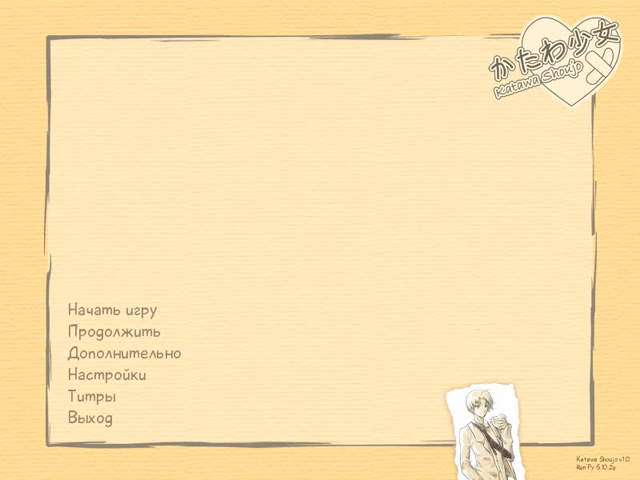 かたわ少女
Katawa Shoujo
Начать игру
Продолжить
Дополнительно
Настройки
Титры
Выход
Katawa Shoujo v1.0
Ren'Py 6.10.2e